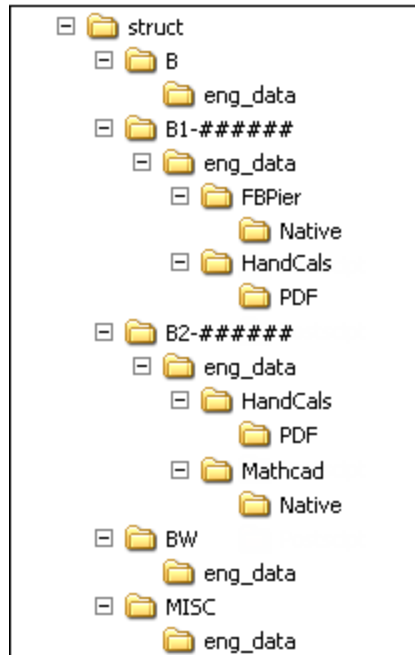 struct
B
eng_data
B1-######
eng_data
FBPier
Native
HandCals
PDF
B2-######
eng_data
HandCals
PDF
Mathcad
Native
BW
eng_data
MISC
eng_data